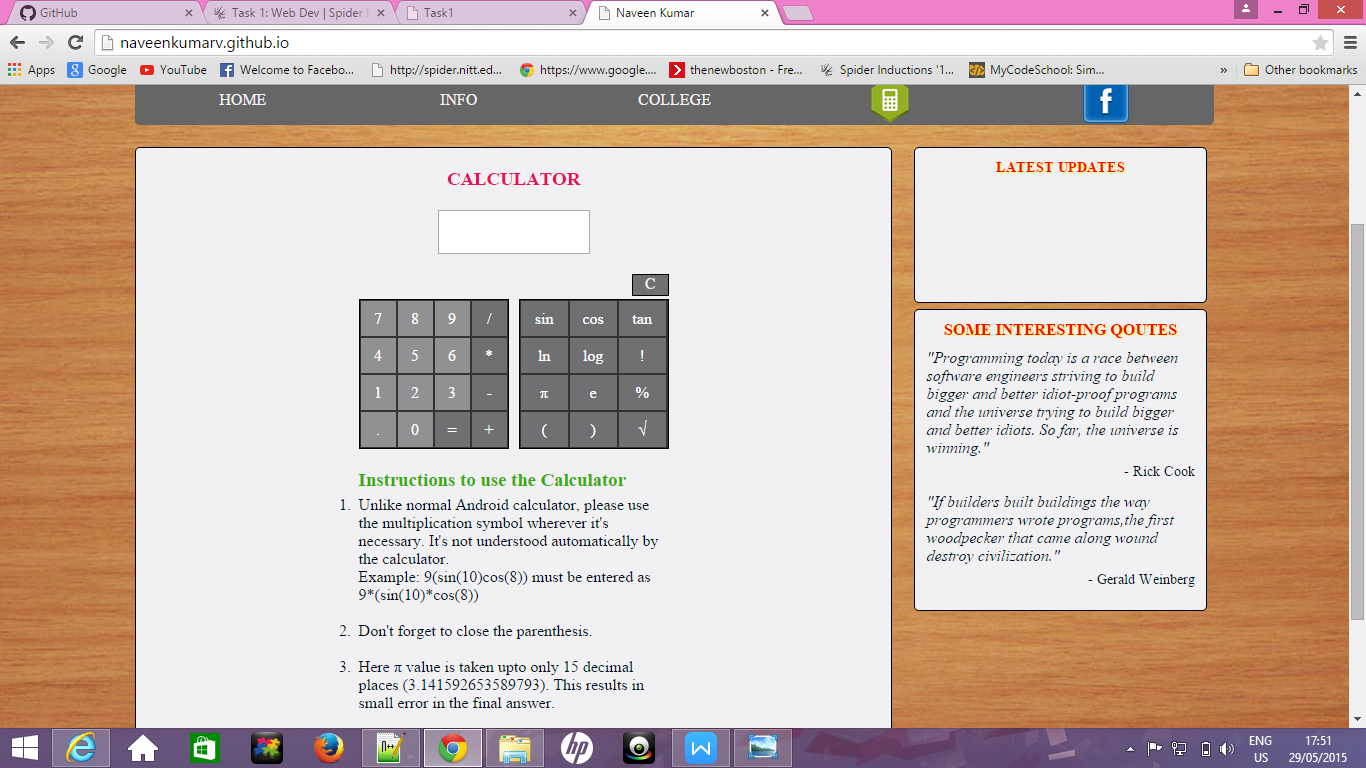 GitHub
Task 1: Web Dev | Spider
Task1
Naveen Kumar
naveenkumarv.github.io
Apps
Google
YouTube
Welcome to Facebo...
http://spider.nitt.ed...
https://www.google....
thenewboston - Fre...
Spider Inductions '1...
MyCodeSchool: Sim...
»
Other bookmarks
HOME INFO COLLEGE
CALCULATOR
C
7 8 9 / sin cos tan
4 5 6 * ln log !
1 2 3 - π e %
. 0 = + ( ) √
Instructions to use the Calculator
1. Unlike normal Android calculator, please use
the multiplication symbol wherever it's
necessary. It's not understood automatically by
the calculator.
Example: 9(sin(10)cos(8)) must be entered as
9*(sin(10)*cos(8))
2. Don't forget to close the parenthesis.
3. Here π value is taken upto only 15 decimal
places (3.141592653589793). This results in
small error in the final answer.
LATEST UPDATES
SOME INTERESTING QOUTES
"Programming today is a race between
software engineers striving to build
bigger and better idiot-proof programs
and the universe trying to build bigger
and better idiots. So far, the universe is
winning."
- Rick Cook
"If builders built buildings the way
programmers wrote programs,the first
woodpecker that came along wound
destroy civilization."
- Gerald Weinberg
ENG
US
17:51
29/05/2015